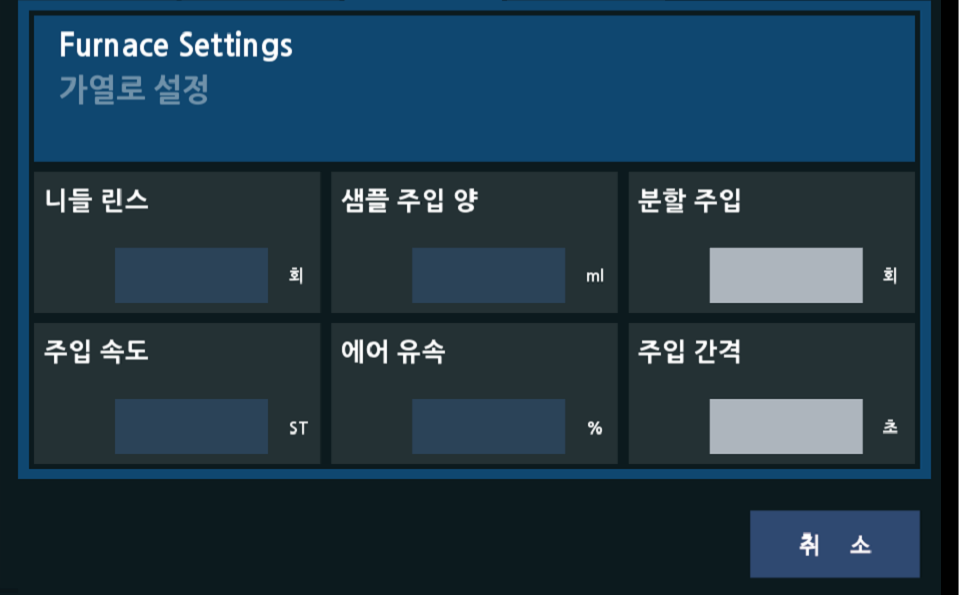 Furnace Settings
가열로 설정
니들 린스
회
샘플 주입 양
ml
분할 주입
회
주입 속도
ST
에어 유속
%
주입 간격
초
취 소